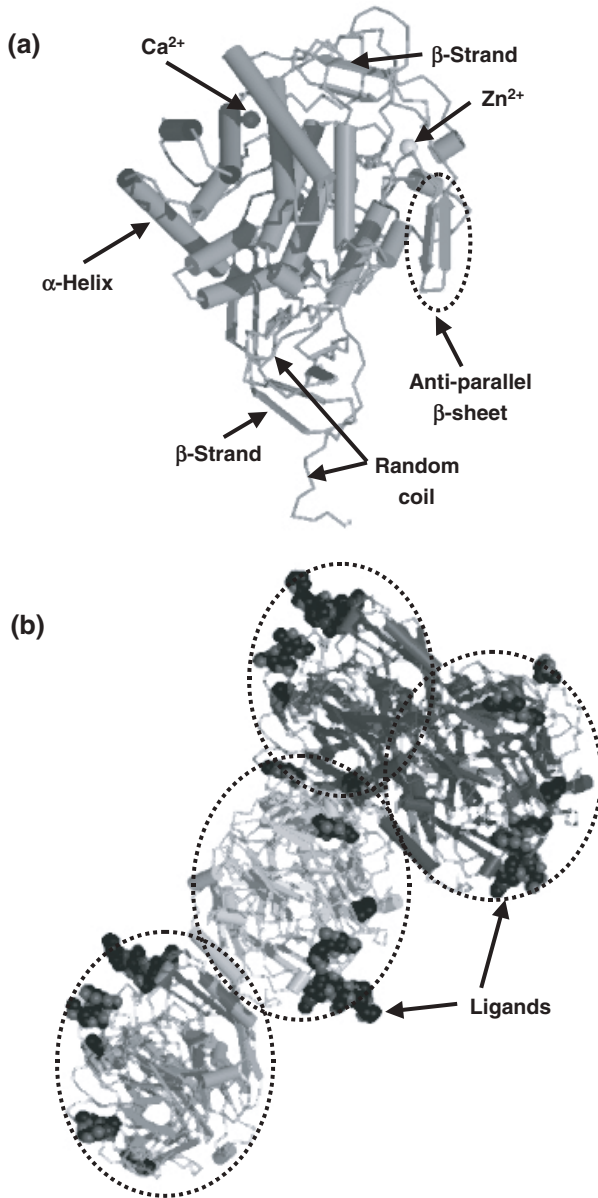 (a)
Ca²⁺
β-Strand
Zn²⁺
α-Helix
Anti-parallel
β-sheet
β-Strand
Random
coil
(b)
Ligands